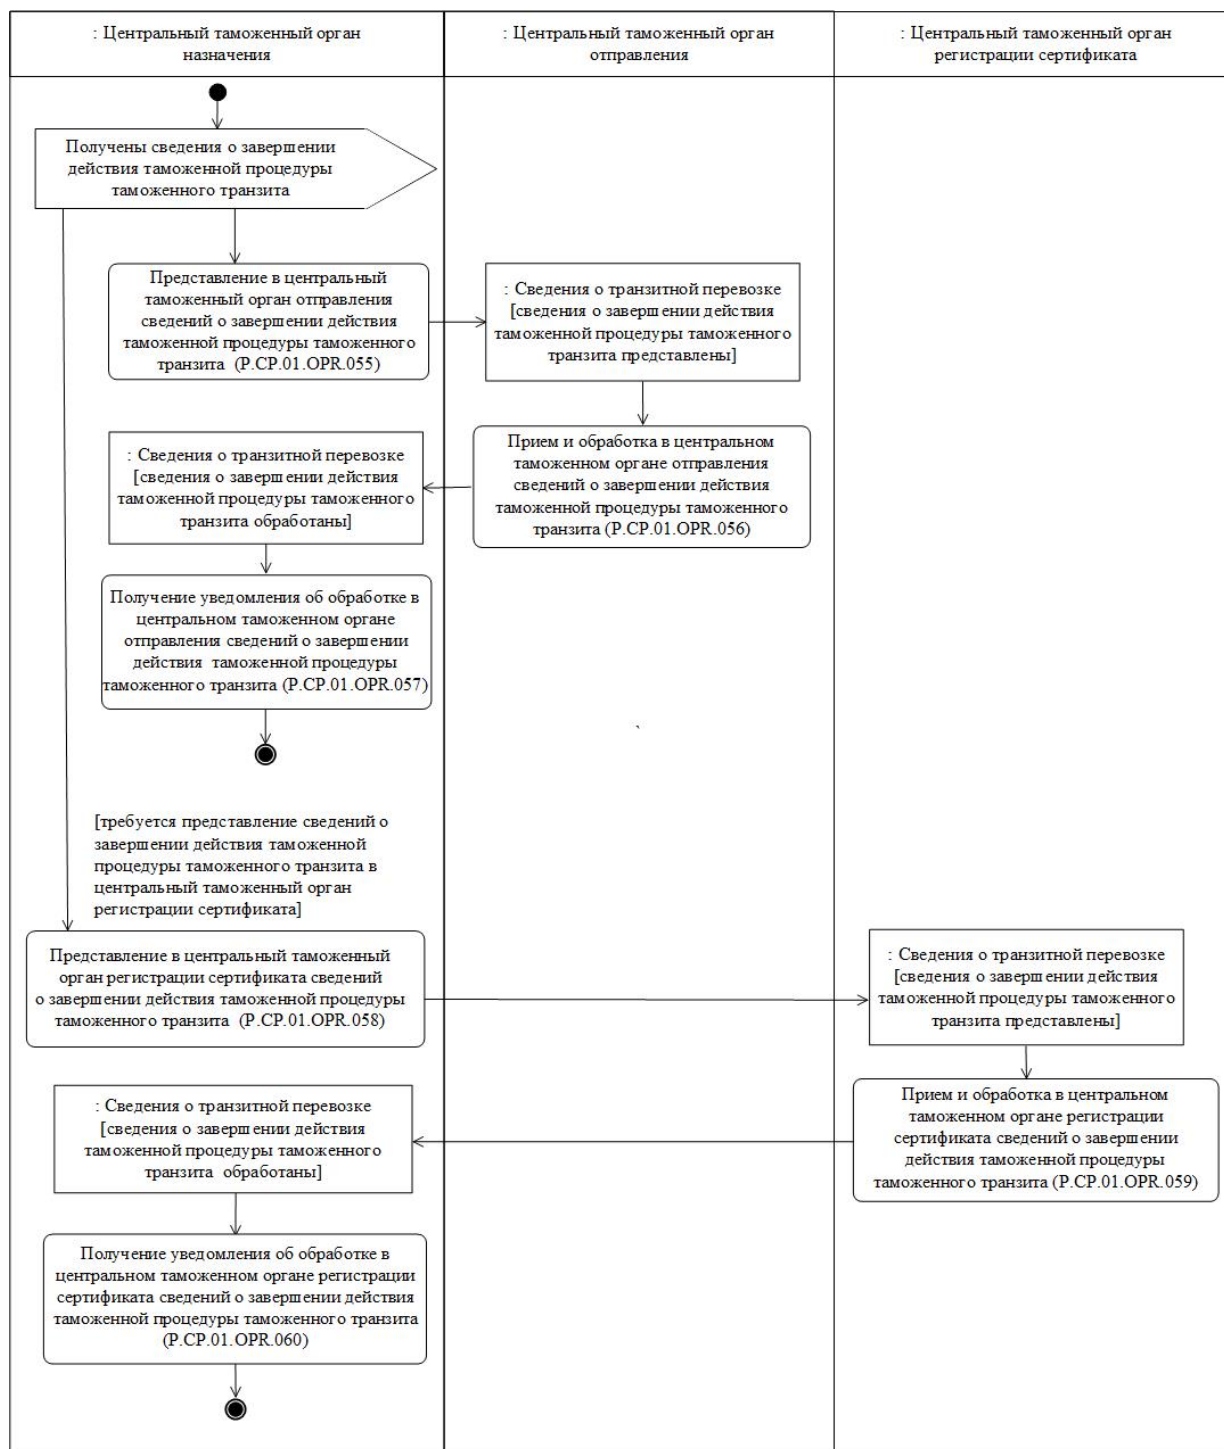 : Центральный таможенный орган
назначения
: Центральный таможенный орган
отправления
: Центральный таможенный орган
регистрации сертификата
Получены сведения о завершении
действия таможенной процедуры
таможенного транзита
Представление в центральный
таможенный орган отправления
сведений о завершении действия
таможенной процедуры таможенного
транзита (P.CP.01.OPR.055)
: Сведения о транзитной перевозке
[сведения о завершении действия
таможенной процедуры таможенного
транзита представлены]
Прием и обработка в центральном
таможенном органе отправления
сведений о завершении действия
таможенной процедуры таможенного
транзита (P.CP.01.OPR.056)
: Сведения о транзитной перевозке
[сведения о завершении действия
таможенной процедуры таможенного
транзита обработаны]
Получение уведомления об обработке в
центральном таможенном органе
отправления сведений о завершении
действия таможенной процедуры
таможенного транзита (P.CP.01.OPR.057)
[требуется представление сведений о
завершении действия таможенной
процедуры таможенного транзита в
центральный таможенный орган
регистрации сертификата]
Представление в центральный таможенный
орган регистрации сертификата сведений
о завершении действия таможенной процедуры
таможенного транзита (P.CP.01.OPR.058)
: Сведения о транзитной перевозке
[сведения о завершении действия
таможенной процедуры таможенного
транзита представлены]
Прием и обработка в центральном
таможенном органе регистрации
сертификата сведений о завершении
действия таможенной процедуры
таможенного транзита (P.CP.01.OPR.059)
: Сведения о транзитной перевозке
[сведения о завершении действия
таможенной процедуры таможенного
транзита обработаны]
Получение уведомления об обработке в
центральном таможенном органе регистрации
сертификата сведений о завершении действия
таможенной процедуры таможенного транзита
(P.CP.01.OPR.060)